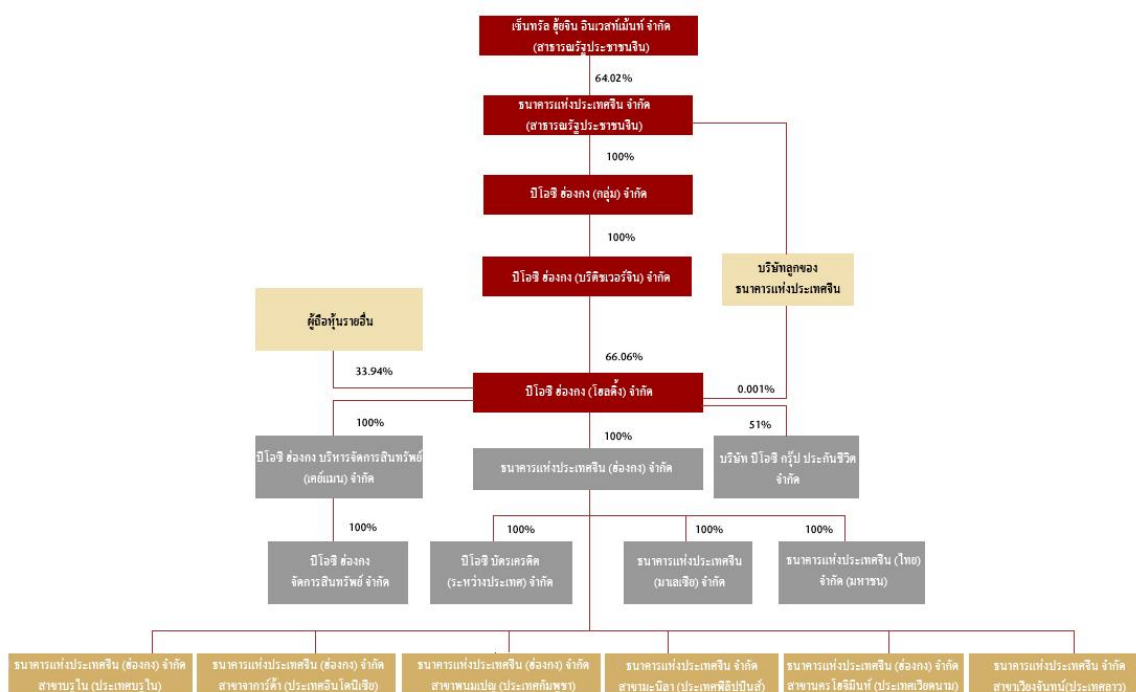 เซ็นทรัล ฮุ้ยจิน อินเวสท์เม้นท์ จำกัด
(สาธารณรัฐประชาชนจีน)
64.02%
ธนาคารแห่งประเทศจีน จำกัด
(สาธารณรัฐประชาชนจีน)
100%
บีโอซี ฮ่องกง (กลุ่ม) จำกัด
100%
บีโอซี ฮ่องกง (บริติชเวอร์จิน) จำกัด
บริษัทลูกของ
ธนาคารแห่งประเทศจีน
ผู้ถือหุ้นรายอื่น
66.06%
33.94%
บีโอซี ฮ่องกง (โฮลดิ้ง) จำกัด
0.001%
100%
100%
51%
บีโอซี ฮ่องกง บริหารจัดการสินทรัพย์
(เคย์แมน) จำกัด
ธนาคารแห่งประเทศจีน (ฮ่องกง) จำกัด
บริษัท บีโอซี กรุ๊ป ประกันชีวิต
จำกัด
100%
100%
100%
100%
บีโอซี ฮ่องกง
จัดการสินทรัพย์ จำกัด
บีโอซี บัตรเครดิต
(ระหว่างประเทศ) จำกัด
ธนาคารแห่งประเทศจีน
(มาเลเซีย) จำกัด
ธนาคารแห่งประเทศจีน (ไทย)
จำกัด (มหาชน)
ธนาคารแห่งประเทศจีน (ฮ่องกง) จำกัด
สาขาบรูไน (ประเทศบรูไน)
ธนาคารแห่งประเทศจีน (ฮ่องกง) จำกัด
สาขาจาการ์ต้า (ประเทศอินโดนีเซีย)
ธนาคารแห่งประเทศจีน (ฮ่องกง) จำกัด
สาขาพนมเปญ (ประเทศกัมพูชา)
ธนาคารแห่งประเทศจีน (ฮ่องกง) จำกัด
สาขามะนิลา (ประเทศฟิลิปปินส์)
ธนาคารแห่งประเทศจีน (ฮ่องกง) จำกัด
สาขานครโฮจิมินห์ (ประเทศเวียดนาม)
ธนาคารแห่งประเทศจีน (ฮ่องกง) จำกัด
สาขาเวียงจันทน์ (ประเทศลาว)